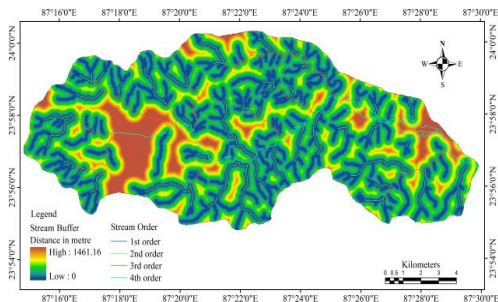 87°16'0"E 87°18'0"E 87°20'0"E 87°22'0"E 87°24'0"E 87°26'0"E 87°28'0"E 87°30'0"E
24°0'0"N 24°0'0"N
N
W E
S
23°58'0"N 23°58'0"N
23°56'0"N 23°56'0"N
23°54'0"N 23°54'0"N
Legend
Stream Buffer
Distance in metre
High : 1461.16
Low : 0
Stream Order
1st order
2nd order
3rd order
4th order
Kilometers
0 0.5 1 2 3 4
87°16'0"E 87°18'0"E 87°20'0"E 87°22'0"E 87°24'0"E 87°26'0"E 87°28'0"E 87°30'0"E